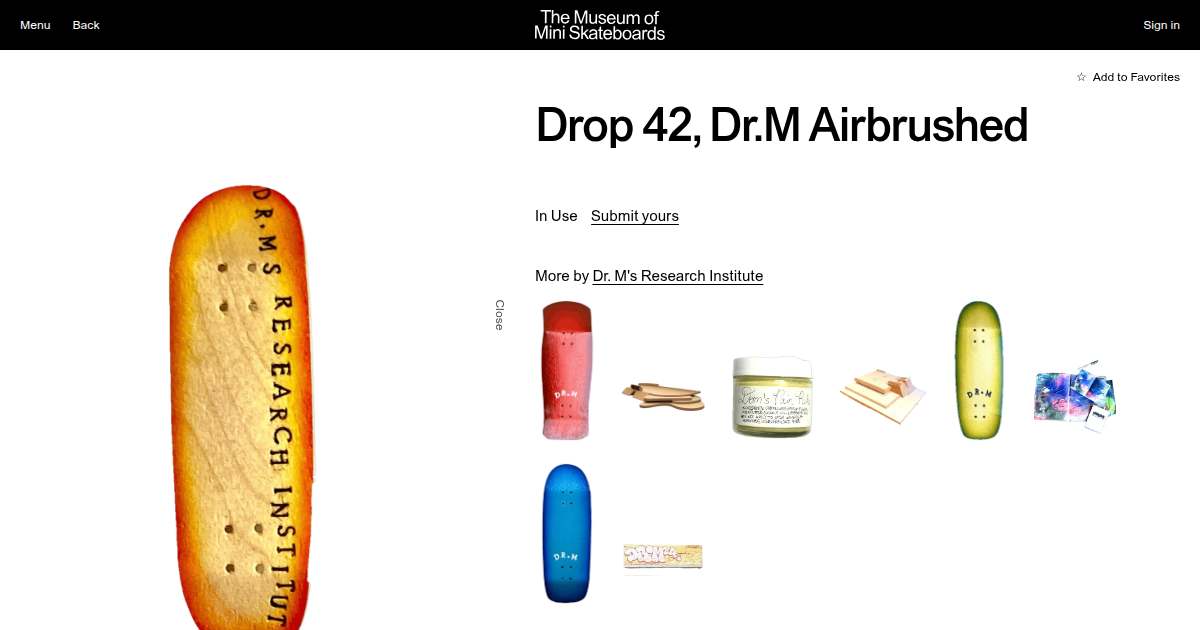 Menu
Back
The Museum of
Mini Skateboards
Sign in
☆ Add to Favorites
Drop 42, Dr.M Airbrushed
In Use
Submit yours
More by Dr. M's Research Institute
Close
DR.MS RESEARCH INSTITUT
DR.M
DR.M
DR.M